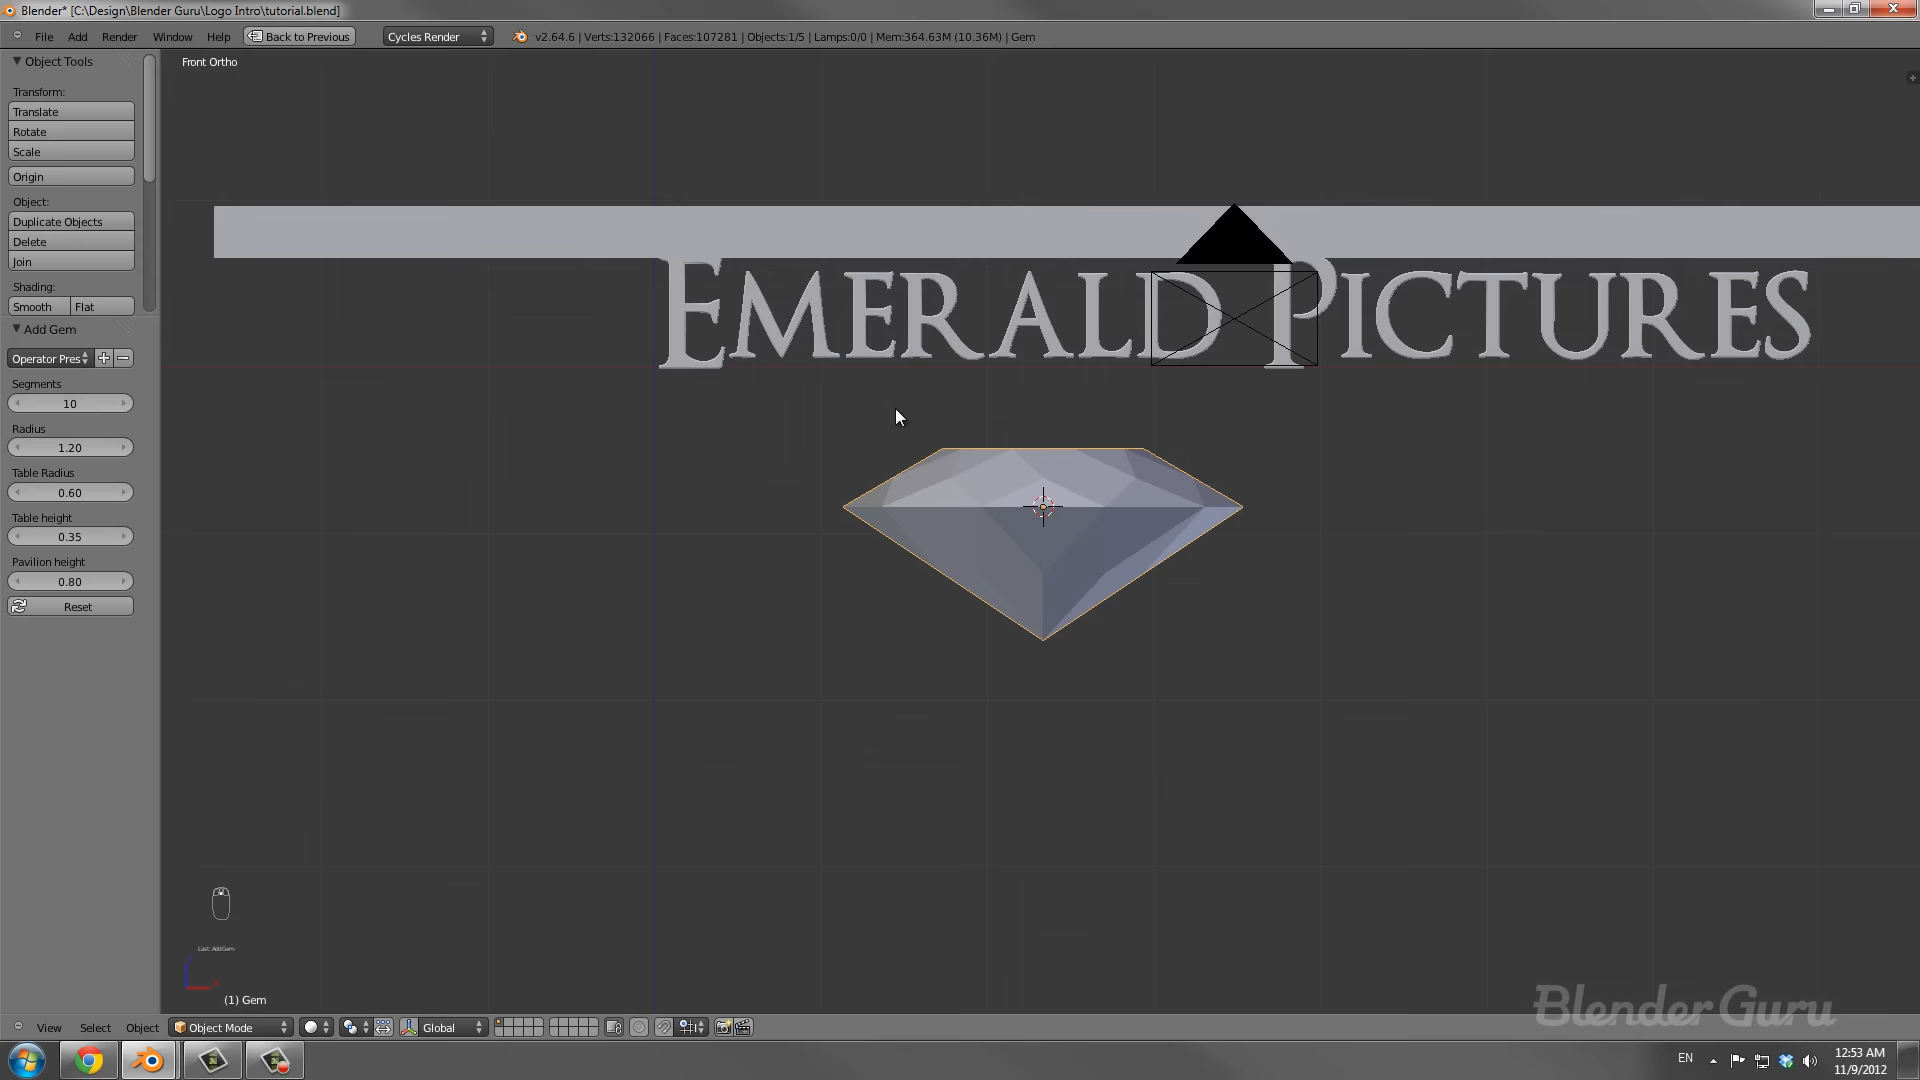 Blender* [C:\Design\Blender Guru\Logo Intro\tutorial.blend]
File Add Render Window Help Back to Previous Cycles Render v2.64.6 | Verts:132066 | Faces:107281 | Objects:1/5 | Lamps:0/0 | Mem:364.63M (10.36M) | Gem
Object Tools
Front Ortho
Transform:
Translate
Rotate
Scale
Origin
Object:
Duplicate Objects
Delete
Join
Shading:
Smooth Flat
Add Gem
Operator Pres
Segments
10
Radius
1.20
Table Radius
0.60
Table height
0.35
Pavilion height
0.80
Reset
EMERALD PICTURES
Last: Add Gem
(1) Gem
BlenderGuru
View Select Object Object Mode Global
EN
12:53 AM
11/9/2012